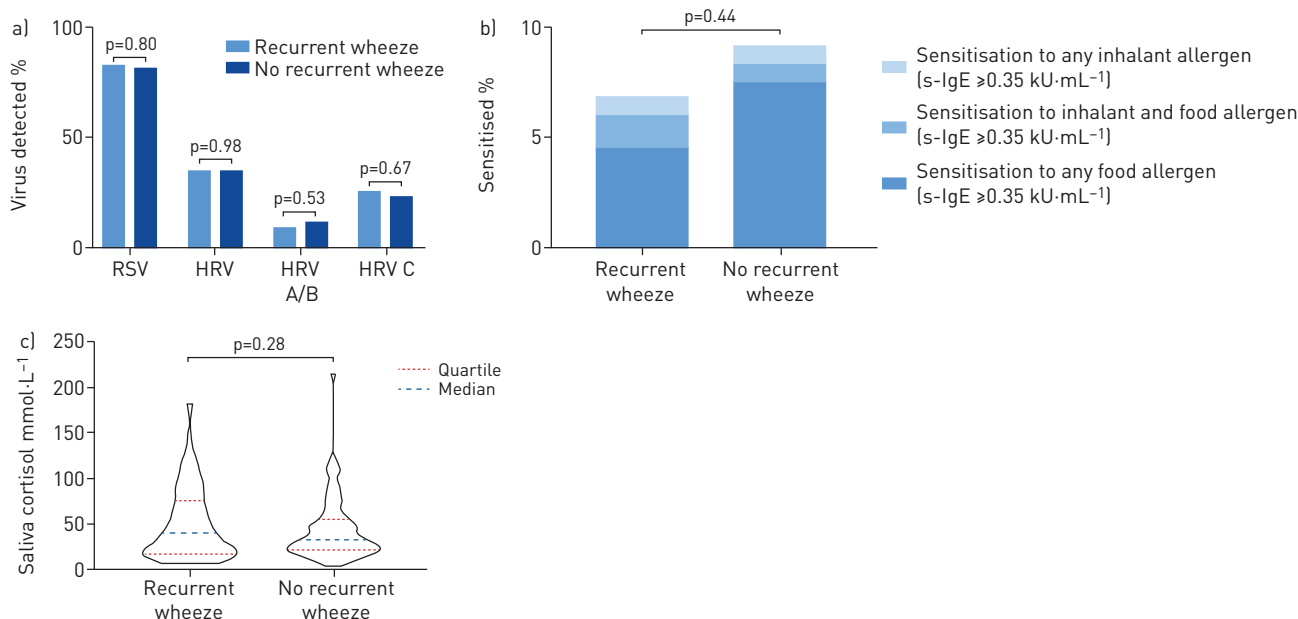 a)
Virus detected %
100
50
0
p=0.80
p=0.98
p=0.53
p=0.67
Recurrent wheeze
No recurrent wheeze
RSV
HRV
HRV
A/B
HRV C
b)
Sensitised %
10
5
0
p=0.44
Recurrent
wheeze
No recurrent
wheeze
Sensitisation to any inhalant allergen
(s-IgE ≥0.35 kU·mL⁻¹)
Sensitisation to inhalant and food allergen
(s-IgE ≥0.35 kU·mL⁻¹)
Sensitisation to any food allergen
(s-IgE ≥0.35 kU·mL⁻¹)
c)
Saliva cortisol mmol·L⁻¹
250
200
150
100
50
0
p=0.28
Quartile
Median
Recurrent
wheeze
No recurrent
wheeze